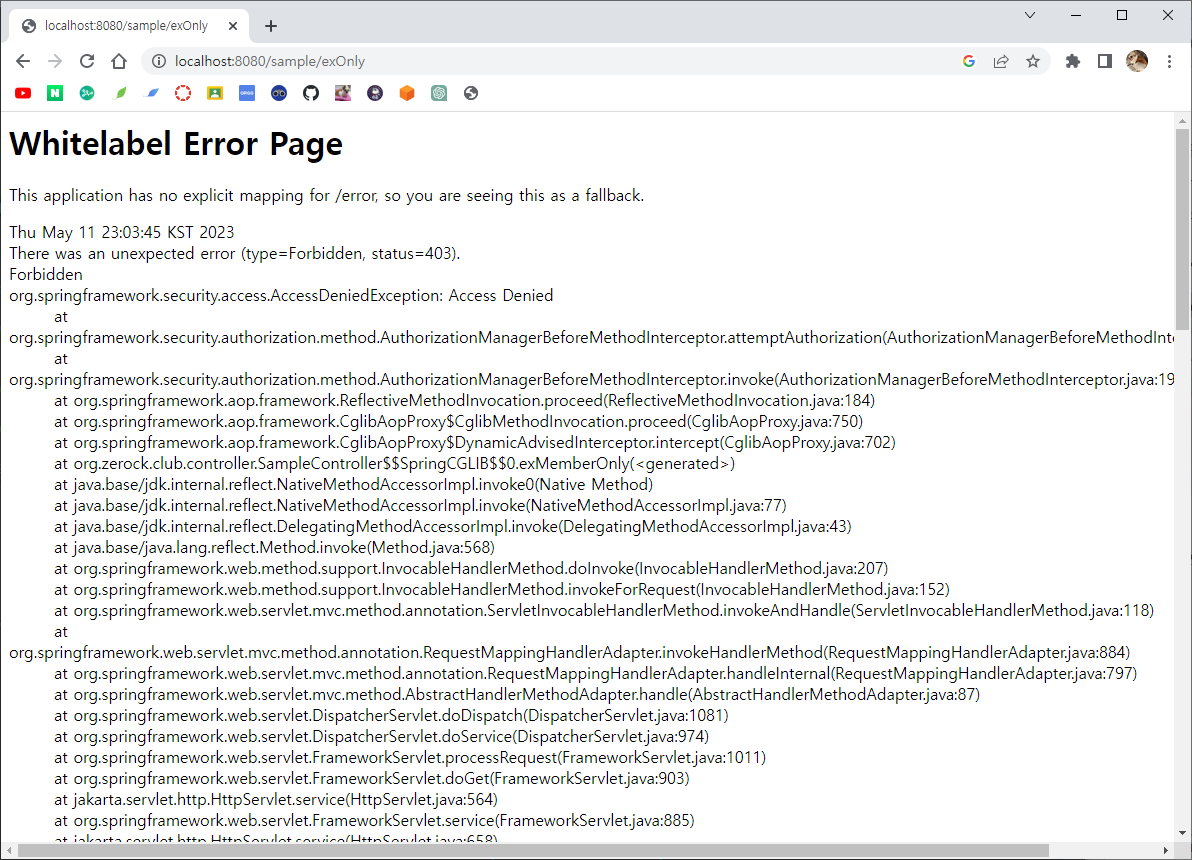 localhost:8080/sample/exOnly
localhost:8080/sample/exOnly
Whitelabel Error Page
This application has no explicit mapping for /error, so you are seeing this as a fallback.
Thu May 11 23:03:45 KST 2023
There was an unexpected error (type=Forbidden, status=403).
Forbidden
org.springframework.security.access.AccessDeniedException: Access Denied
at
org.springframework.security.authorization.method.AuthorizationManagerBeforeMethodInterceptor.attemptAuthorization(AuthorizationManagerBeforeMethodInte
at
org.springframework.security.authorization.method.AuthorizationManagerBeforeMethodInterceptor.invoke(AuthorizationManagerBeforeMethodInterceptor.java:19
at org.springframework.aop.framework.ReflectiveMethodInvocation.proceed(ReflectiveMethodInvocation.java:184)
at org.springframework.aop.framework.CglibAopProxy$CglibMethodInvocation.proceed(CglibAopProxy.java:750)
at org.springframework.aop.framework.CglibAopProxy$DynamicAdvisedInterceptor.intercept(CglibAopProxy.java:702)
at org.zerock.club.controller.SampleController$$SpringCGLIB$$0.exMemberOnly(<generated>)
at java.base/jdk.internal.reflect.NativeMethodAccessorImpl.invoke0(Native Method)
at java.base/jdk.internal.reflect.NativeMethodAccessorImpl.invoke(NativeMethodAccessorImpl.java:77)
at java.base/jdk.internal.reflect.DelegatingMethodAccessorImpl.invoke(DelegatingMethodAccessorImpl.java:43)
at java.base/java.lang.reflect.Method.invoke(Method.java:568)
at org.springframework.web.method.support.InvocableHandlerMethod.doInvoke(InvocableHandlerMethod.java:207)
at org.springframework.web.method.support.InvocableHandlerMethod.invokeForRequest(InvocableHandlerMethod.java:152)
at org.springframework.web.servlet.mvc.method.annotation.ServletInvocableHandlerMethod.invokeAndHandle(ServletInvocableHandlerMethod.java:118)
at
org.springframework.web.servlet.mvc.method.annotation.RequestMappingHandlerAdapter.invokeHandlerMethod(RequestMappingHandlerAdapter.java:884)
at org.springframework.web.servlet.mvc.method.annotation.RequestMappingHandlerAdapter.handleInternal(RequestMappingHandlerAdapter.java:797)
at org.springframework.web.servlet.mvc.method.AbstractHandlerMethodAdapter.handle(AbstractHandlerMethodAdapter.java:87)
at org.springframework.web.servlet.DispatcherServlet.doDispatch(DispatcherServlet.java:1081)
at org.springframework.web.servlet.DispatcherServlet.doService(DispatcherServlet.java:974)
at org.springframework.web.servlet.FrameworkServlet.processRequest(FrameworkServlet.java:1011)
at org.springframework.web.servlet.FrameworkServlet.doGet(FrameworkServlet.java:903)
at jakarta.servlet.http.HttpServlet.service(HttpServlet.java:564)
at org.springframework.web.servlet.FrameworkServlet.service(FrameworkServlet.java:885)
at jakarta.servlet.http.HttpServlet.service(HttpServlet.java:658)